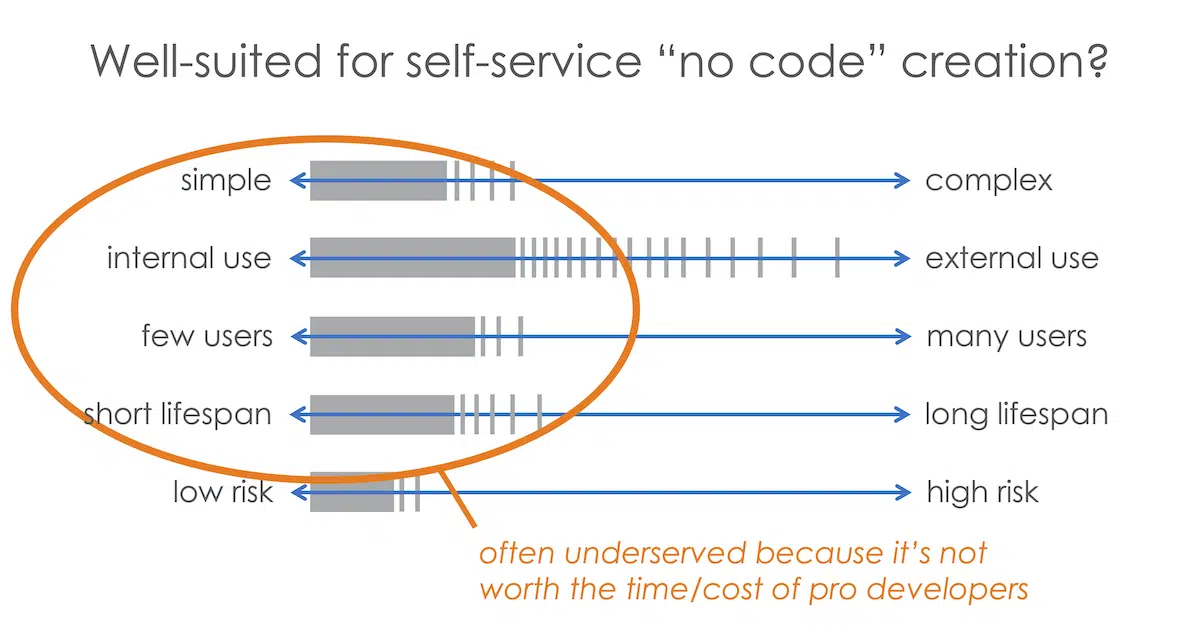 Well-suited for self-service “no code” creation?
simple complex
internal use external use
few users many users
short lifespan long lifespan
low risk high risk
often underserved because it’s not
worth the time/cost of pro developers